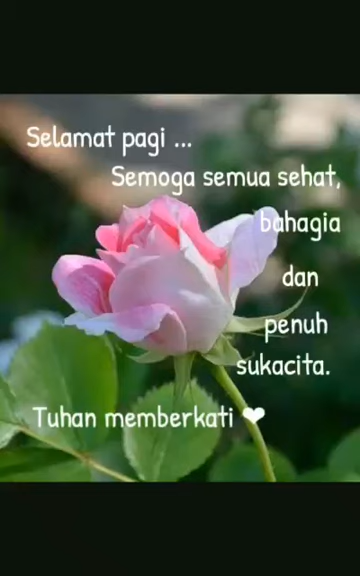 Selamat pagi ...
Semoga semua sehat,
bahagia
dan
penuh
sukacita.
Tuhan memberkati ❤